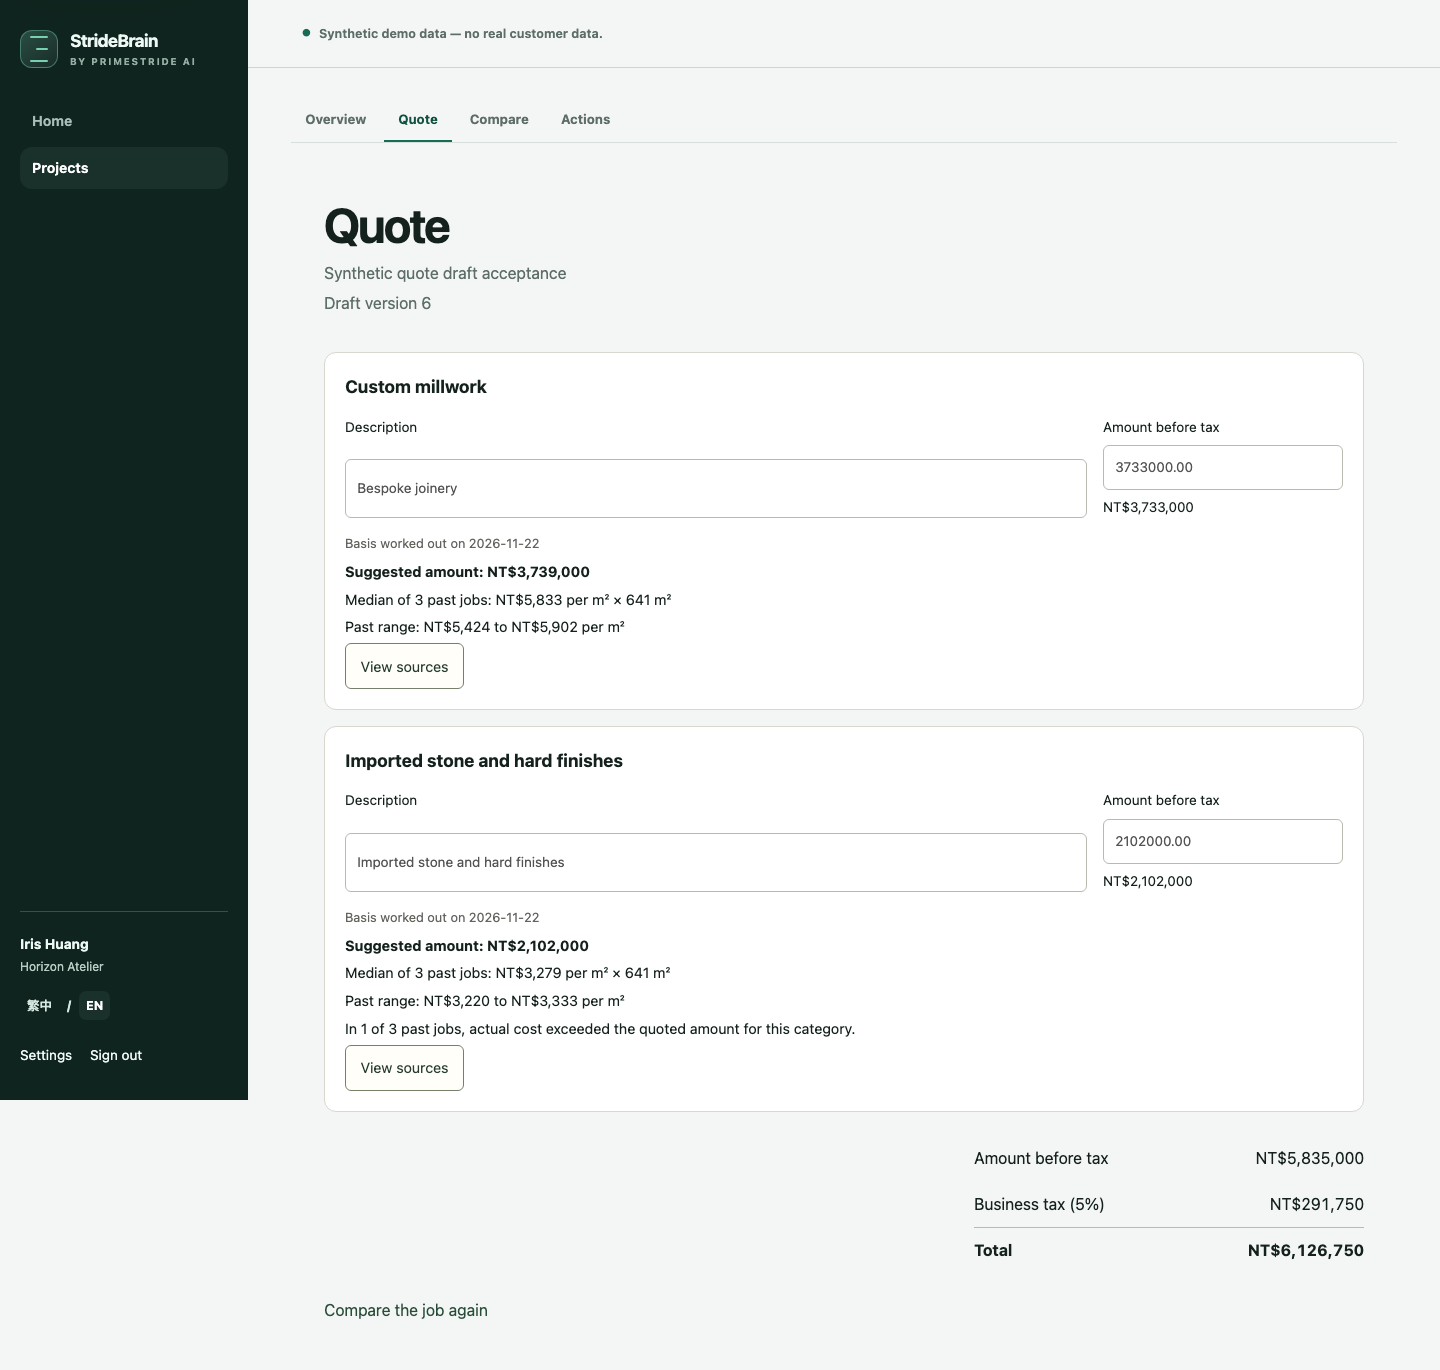 StrideBrain
BY PRIMESTRIDE AI
Home
Projects
Iris Huang
Horizon Atelier
繁中 / EN
Settings Sign out
Synthetic demo data — no real customer data.
Overview Quote Compare Actions
Quote
Synthetic quote draft acceptance
Draft version 6
Custom millwork
Description
Bespoke joinery
Amount before tax
3733000.00
NT$3,733,000
Basis worked out on 2026-11-22
Suggested amount: NT$3,739,000
Median of 3 past jobs: NT$5,833 per m² × 641 m²
Past range: NT$5,424 to NT$5,902 per m²
View sources
Imported stone and hard finishes
Description
Imported stone and hard finishes
Amount before tax
2102000.00
NT$2,102,000
Basis worked out on 2026-11-22
Suggested amount: NT$2,102,000
Median of 3 past jobs: NT$3,279 per m² × 641 m²
Past range: NT$3,220 to NT$3,333 per m²
In 1 of 3 past jobs, actual cost exceeded the quoted amount for this category.
View sources
Amount before tax NT$5,835,000
Business tax (5%) NT$291,750
Total NT$6,126,750
Compare the job again